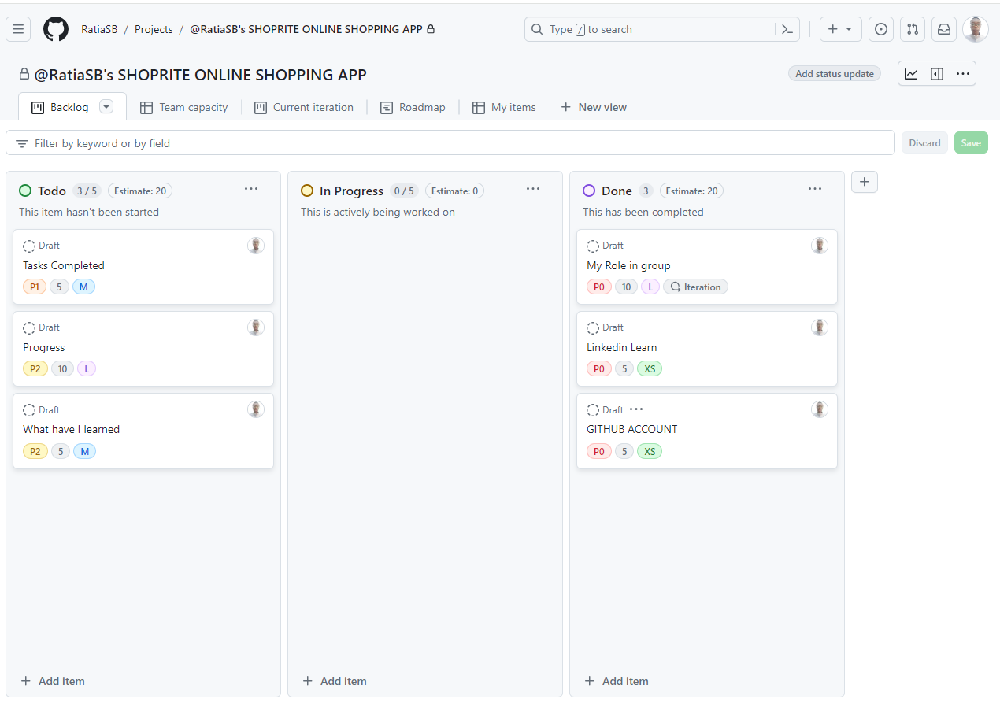 RatiaSB / Projects / @RatiaSB's SHOPRITE ONLINE SHOPPING APP
Type / to search
@RatiaSB's SHOPRITE ONLINE SHOPPING APP
Add status update
Backlog
Team capacity
Current iteration
Roadmap
My items
New view
Filter by keyword or by field
Discard
Save
Todo 3 / 5 Estimate: 20
This item hasn't been started
Draft
Tasks Completed
P1 5 M
Draft
Progress
P2 10 L
Draft
What have I learned
P2 5 M
Add item
In Progress 0 / 5 Estimate: 0
This is actively being worked on
Add item
Done 3 Estimate: 20
This has been completed
Draft
My Role in group
P0 10 L Iteration
Draft
Linkedin Learn
P0 5 XS
Draft
GITHUB ACCOUNT
P0 5 XS
Add item